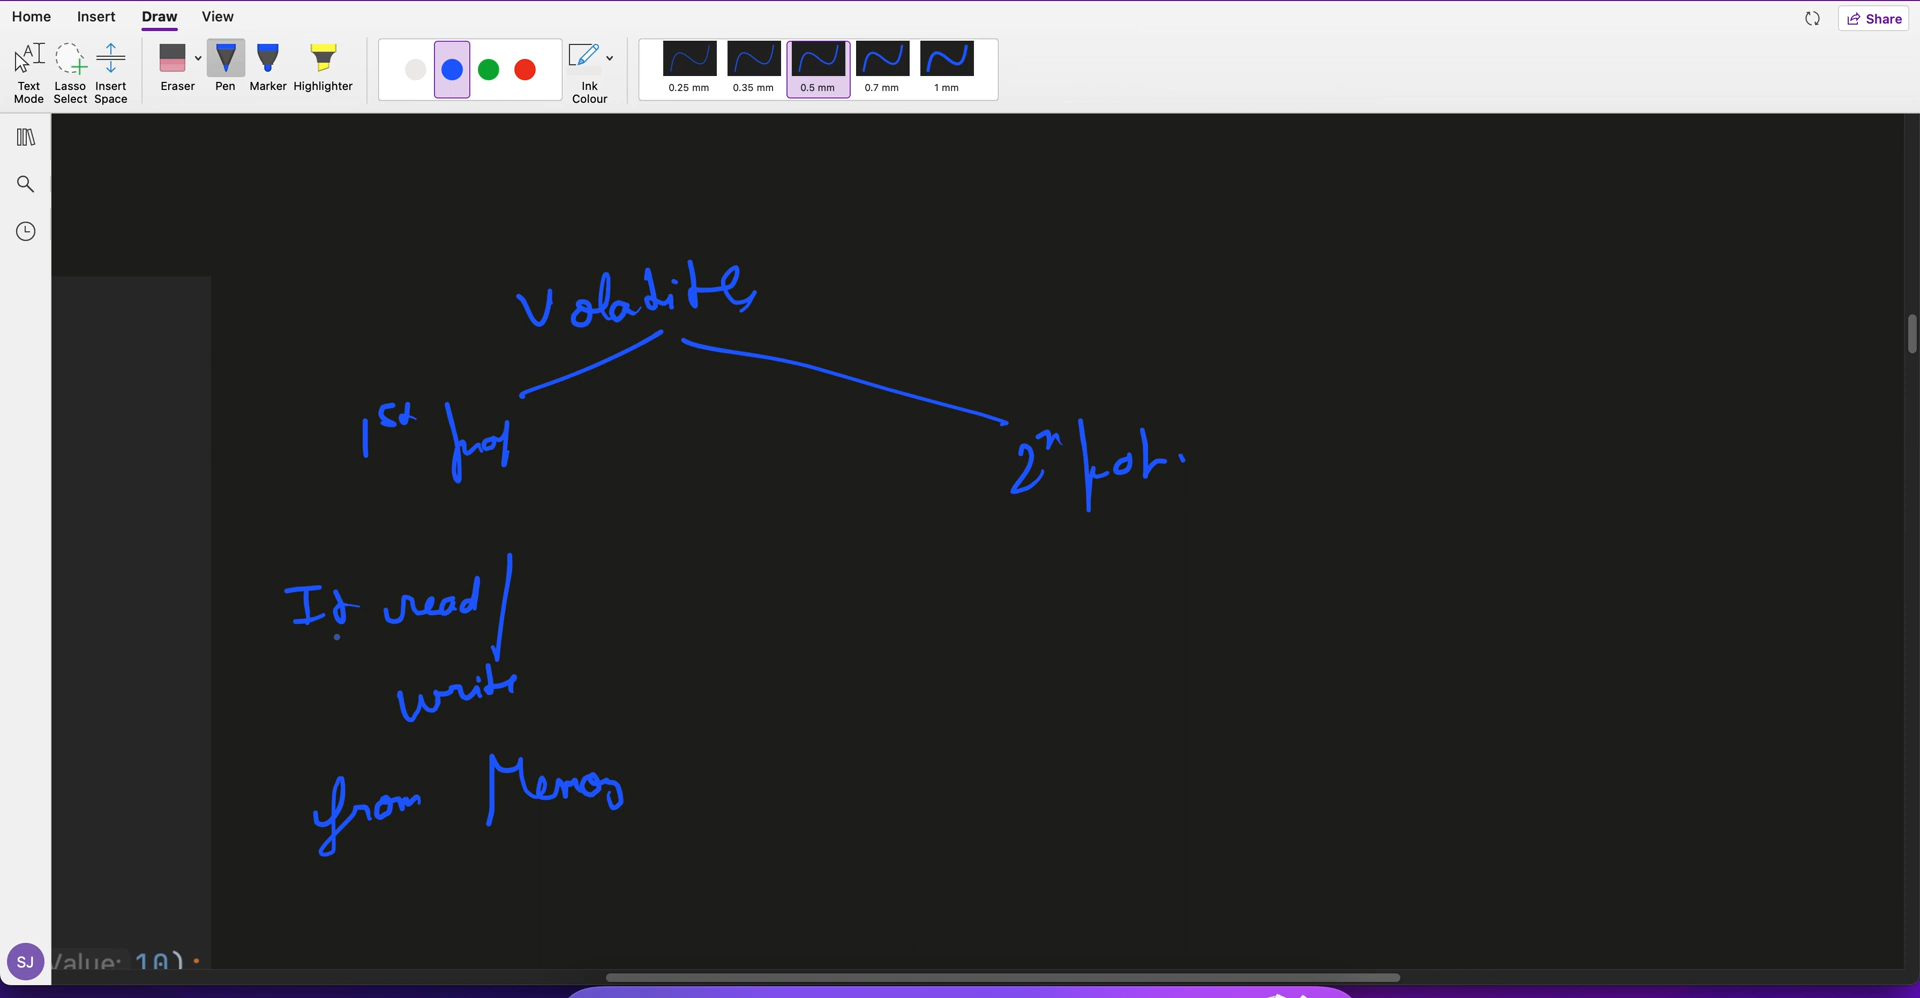 Home Insert Draw View
Share
Text Mode
Lasso Select
Insert Space
Eraser
Pen
Marker
Highlighter
Ink Colour
0.25 mm
0.35 mm
0.5 mm
0.7 mm
1 mm
Volatile
1st
2n
It read /
write
from Memory
SJ
Value: 10);